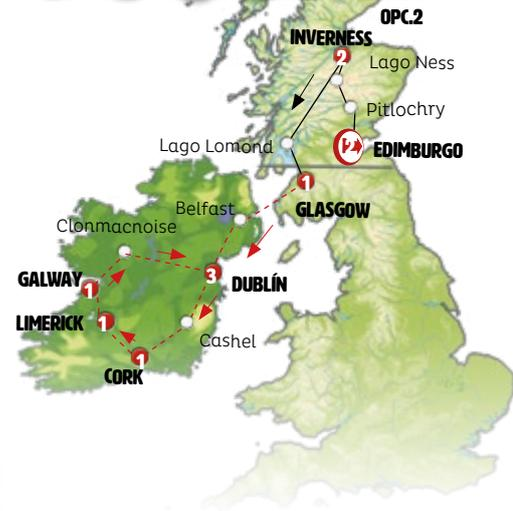 OPC.2
INVERNESS
2
Lago Ness
Pitlochry
Lago Lomond
2
EDIMBURGO
1
GLASGOW
Belfast
Clonmacnoise
3
DUBLÍN
GALWAY
1
LIMERICK
1
Cashel
1
CORK